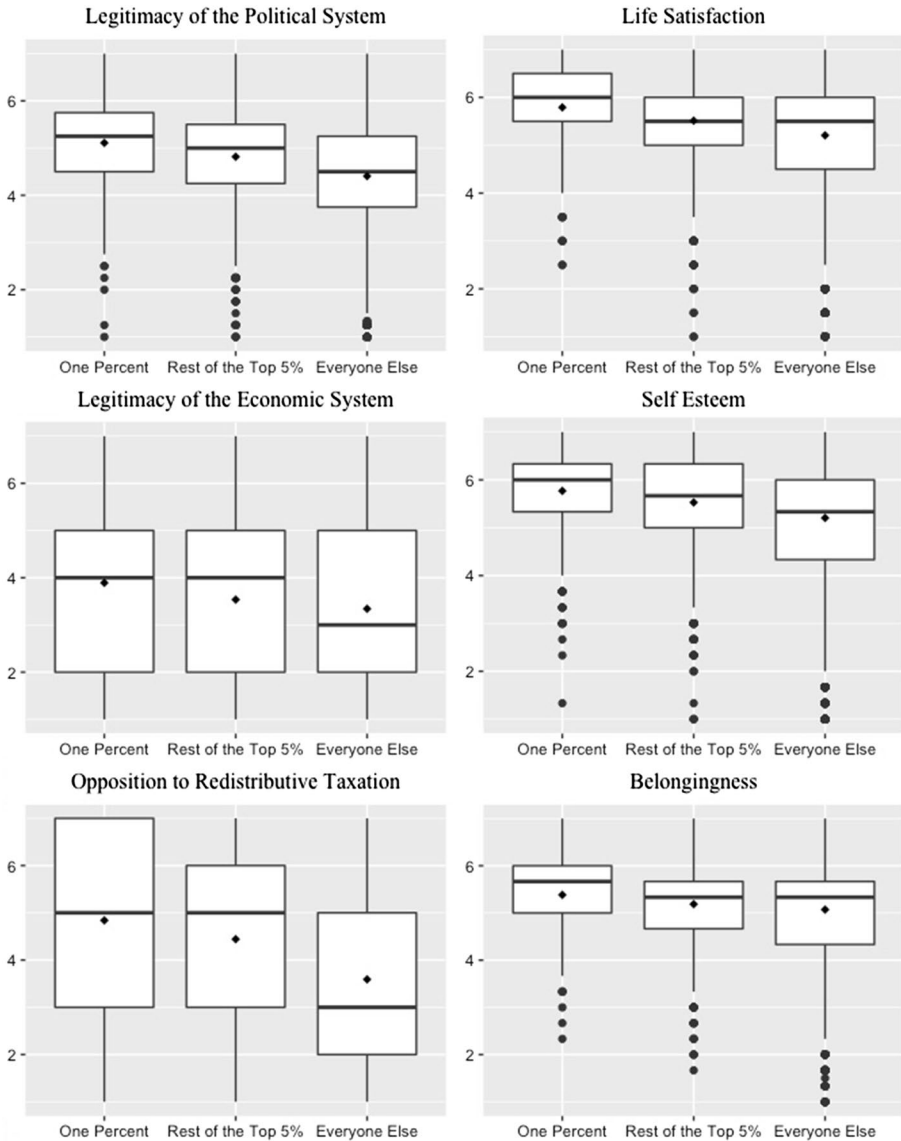 Legitimacy of the Political System
6
4
2
One Percent Rest of the Top 5% Everyone Else
Life Satisfaction
6
4
2
One Percent Rest of the Top 5% Everyone Else
Legitimacy of the Economic System
6
4
2
One Percent Rest of the Top 5% Everyone Else
Self Esteem
6
4
2
One Percent Rest of the Top 5% Everyone Else
Opposition to Redistributive Taxation
6
4
2
One Percent Rest of the Top 5% Everyone Else
Belongingness
6
4
2
One Percent Rest of the Top 5% Everyone Else